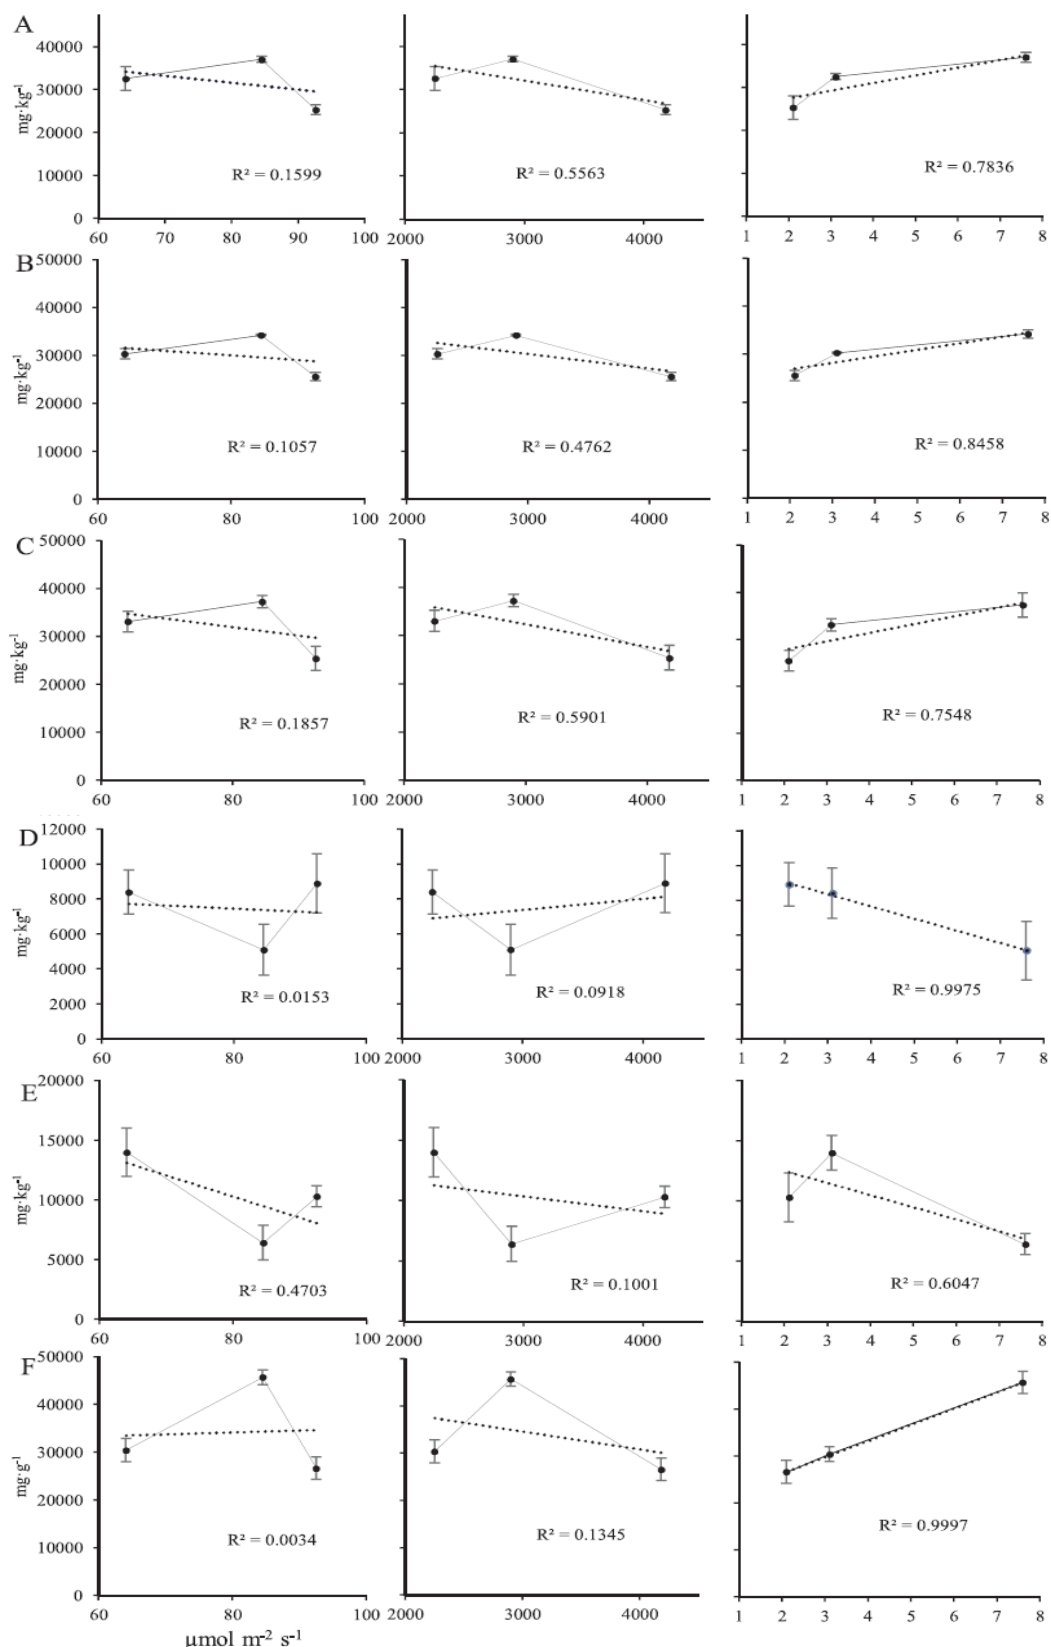 A
40000
30000
20000
10000
0
mg·kg-1
R² = 0.1599
R² = 0.5563
R² = 0.7836
60 70 80 90 100
2000 3000 4000
1 2 3 4 5 6 7 8
B
50000
40000
30000
20000
10000
0
mg·kg-1
R² = 0.1057
R² = 0.4762
R² = 0.8458
60 80 100
2000 3000 4000
1 2 3 4 5 6 7 8
C
50000
40000
30000
20000
10000
0
mg·kg-1
R² = 0.1857
R² = 0.5901
R² = 0.7548
60 80 100
2000 3000 4000
1 2 3 4 5 6 7 8
D
12000
10000
8000
6000
4000
2000
0
mg·kg-1
R² = 0.0153
R² = 0.0918
R² = 0.9975
60 80 100
2000 3000 4000
1 2 3 4 5 6 7 8
E
20000
15000
10000
5000
0
mg·kg-1
R² = 0.4703
R² = 0.1001
R² = 0.6047
60 80 100
2000 3000 4000
1 2 3 4 5 6 7 8
F
50000
40000
30000
20000
10000
0
mg·g-1
R² = 0.0034
R² = 0.1345
R² = 0.9997
60 80 100
2000 3000 4000
1 2 3 4 5 6 7 8
µmol m-2 s-1